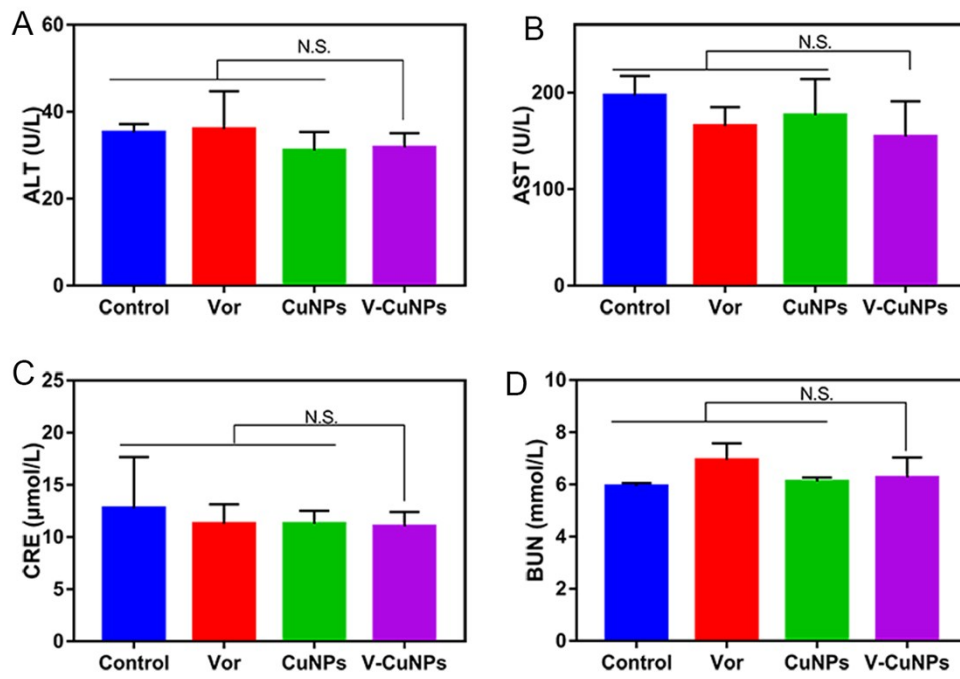 A
ALT (U/L)
60
40
20
0
N.S.
Control Vor CuNPs V-CuNPs
B
AST (U/L)
200
100
0
N.S.
Control Vor CuNPs V-CuNPs
C
CRE (μmol/L)
25
20
15
10
5
0
N.S.
Control Vor CuNPs V-CuNPs
D
BUN (mmol/L)
10
8
6
4
2
0
N.S.
Control Vor CuNPs V-CuNPs